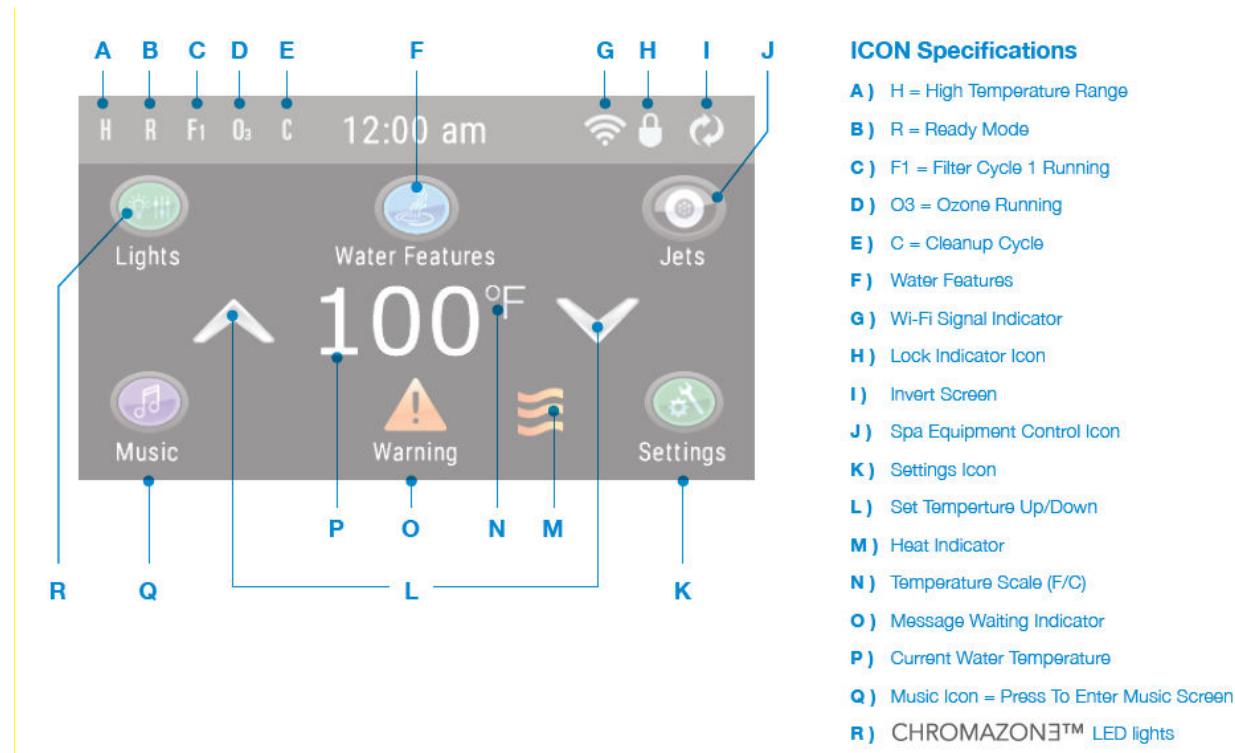 A B C D E F G H I J
H R F1 O3 C 12:00 am
Lights Water Features Jets
100°F
Music Warning Settings
P O N M
R Q L K
ICON Specifications
A ) H = High Temperature Range
B ) R = Ready Mode
C ) F1 = Filter Cycle 1 Running
D ) O3 = Ozone Running
E ) C = Cleanup Cycle
F ) Water Features
G ) Wi-Fi Signal Indicator
H ) Lock Indicator Icon
I ) Invert Screen
J ) Spa Equipment Control Icon
K ) Settings Icon
L ) Set Temperture Up/Down
M ) Heat Indicator
N ) Temperature Scale (F/C)
O ) Message Waiting Indicator
P ) Current Water Temperature
Q ) Music Icon = Press To Enter Music Screen
R ) CHROMAZONƎ™ LED lights